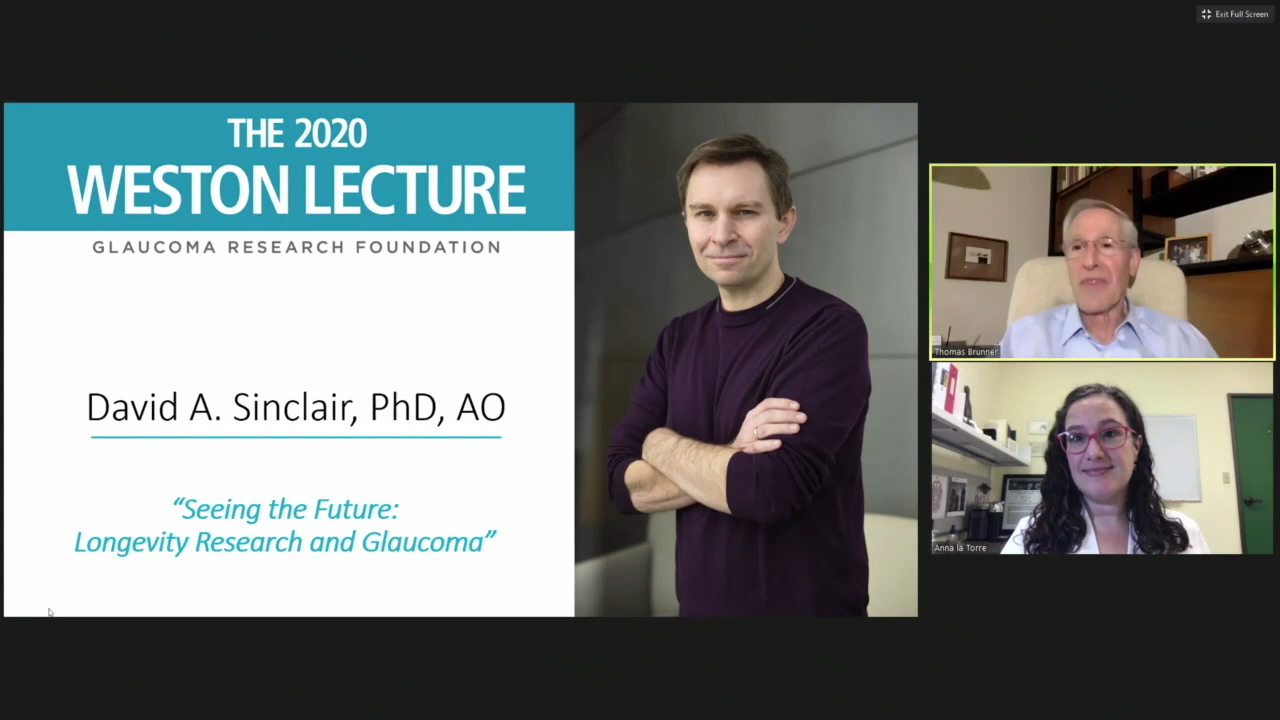 Exit Full Screen
THE 2020
WESTON LECTURE
GLAUCOMA RESEARCH FOUNDATION
David A. Sinclair, PhD, AO
“Seeing the Future:
Longevity Research and Glaucoma”
Thomas Brunner
Anna la Torre